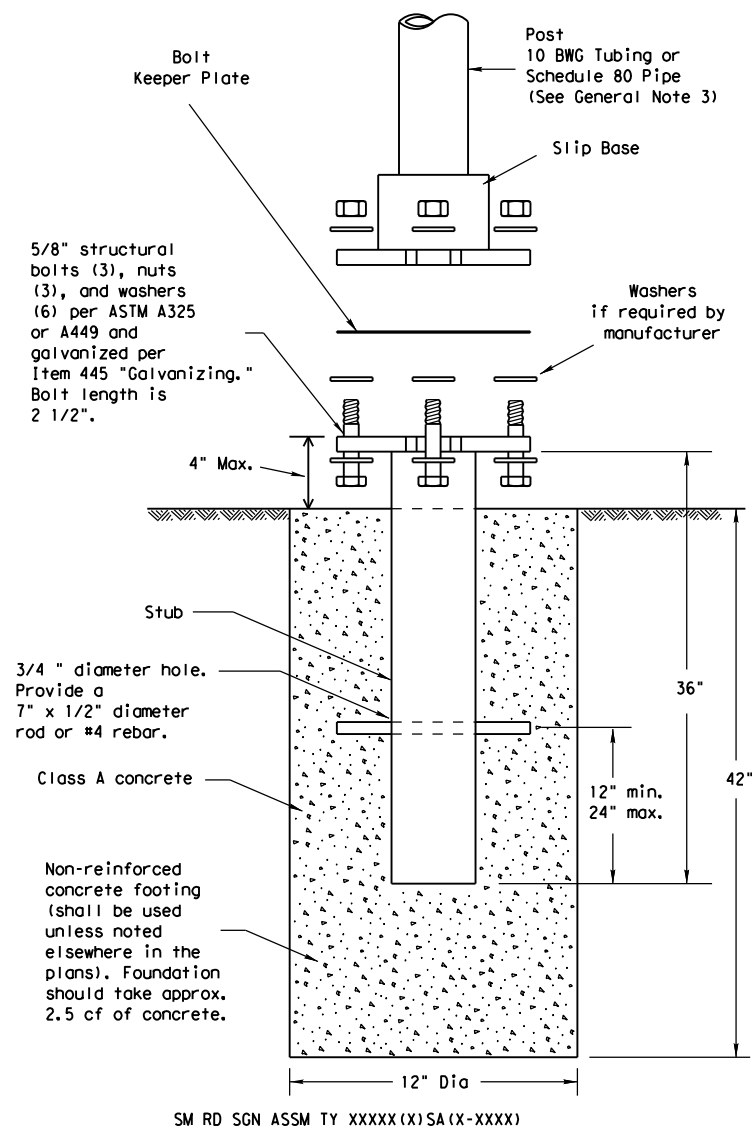 Post
10 BWG Tubing or
Schedule 80 Pipe
(See General Note 3)
Bolt
Keeper Plate
Slip Base
5/8" structural
bolts (3), nuts
(3), and washers
(6) per ASTM A325
or A449 and
galvanized per
Item 445 "Galvanizing."
Bolt length is
2 1/2".
Washers
if required by
manufacturer
4" Max.
Stub
3/4 " diameter hole.
Provide a
7" x 1/2" diameter
rod or #4 rebar.
36"
Class A concrete
12" min.
24" max.
42"
Non-reinforced
concrete footing
(shall be used
unless noted
elsewhere in the
plans). Foundation
should take approx.
2.5 cf of concrete.
12" Dia
SM RD SGN ASSM TY XXXXX(X)SA(X-XXXX)